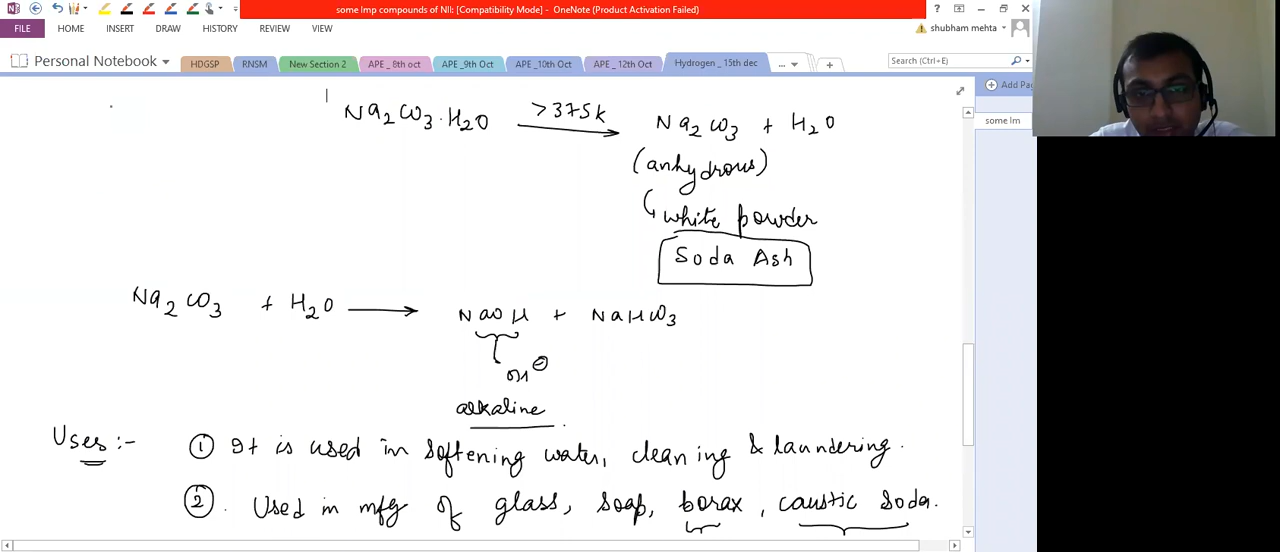 some Imp compounds of NII: [Compatibility Mode] - OneNote (Product Activation Failed)
FILE HOME INSERT DRAW HISTORY REVIEW VIEW
shubham mehta
Personal Notebook
HDGSP RNSM New Section 2 APE _ 8th oct APE _9th Oct APE _10th Oct APE _ 12th Oct Hydrogen _ 15th dec ...
Search (Ctrl+E)
Add Pag
some Im
Na2CO3·H2O >375K → Na2CO3 + H2O
(anhydrous)
white powder
Soda Ash
Na2CO3 + H2O → NaOH + NaHCO3
OH⊖
alkaline
Uses :- ① It is used in softening water, cleaning & laundering.
② . Used in mfg of glass, soap, borax, caustic soda.